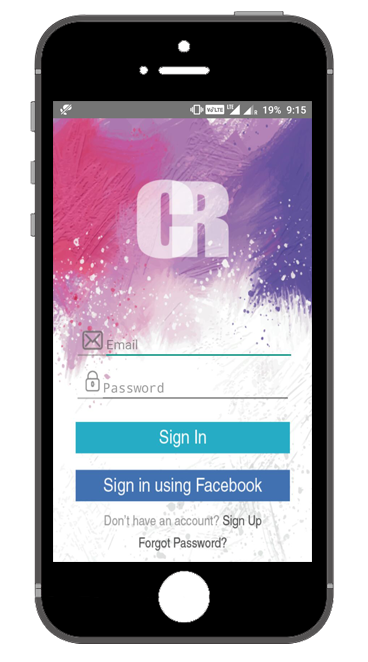 VoLTE LTE R 19% 9:15
CR
Email
Password
Sign In
Sign in using Facebook
Don't have an account? Sign Up
Forgot Password?